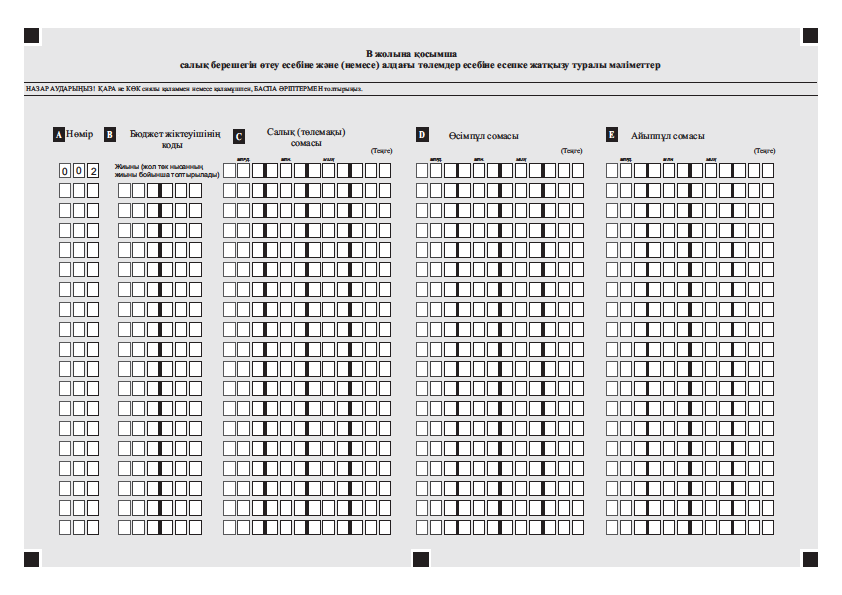 В жолына қосымша
салық берешегін өтеу есебіне және (немесе) алдағы төлемдер есебіне есепке жатқызу туралы мәліметтер
НАЗАР АУДАРЫҢЫЗ! ҚАРА не КӨК сиялы қаламмен немесе қаламұшпен, БАСПА ӘРІПТЕРМЕН толтырыңыз.
A Нөмір
B Бюджет жіктеуішінің
коды
C Салық (төлемақы)
сомасы
(Теңге)
D Өсімпұл сомасы
(Теңге)
E Айыппұл сомасы
(Теңге)
млрд. млн. мың
млрд. млн. мың
млрд. млн. мың
0 0 2
Жиыны (жол тек нысанның
жиыны бойынша топтырылады)